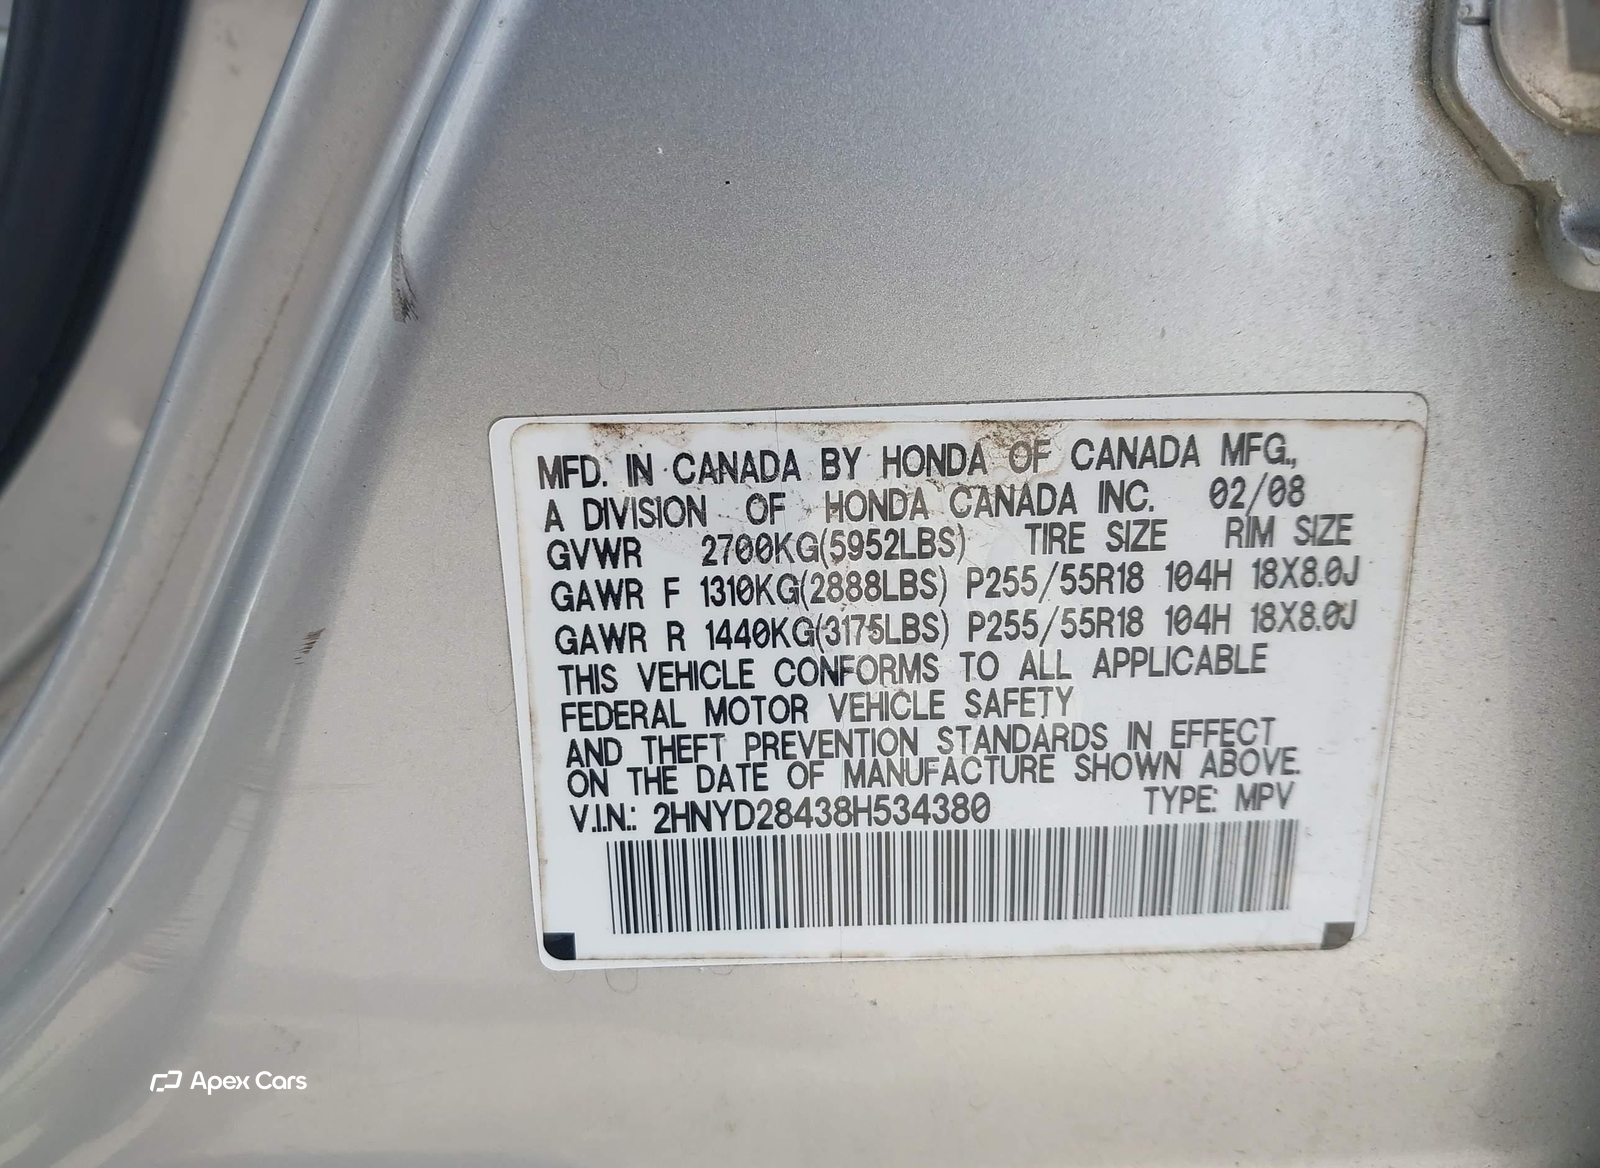 MFD. IN CANADA BY HONDA OF CANADA MFG.,
A DIVISION OF HONDA CANADA INC. 02/08
GVWR 2700KG(5952LBS) TIRE SIZE RIM SIZE
GAWR F 1310KG(2888LBS) P255/55R18 104H 18X8.0J
GAWR R 1440KG(3175LBS) P255/55R18 104H 18X8.0J
THIS VEHICLE CONFORMS TO ALL APPLICABLE
FEDERAL MOTOR VEHICLE SAFETY
AND THEFT PREVENTION STANDARDS IN EFFECT
ON THE DATE OF MANUFACTURE SHOWN ABOVE.
V.I.N.: 2HNYD28438H534380 TYPE: MPV
Apex Cars